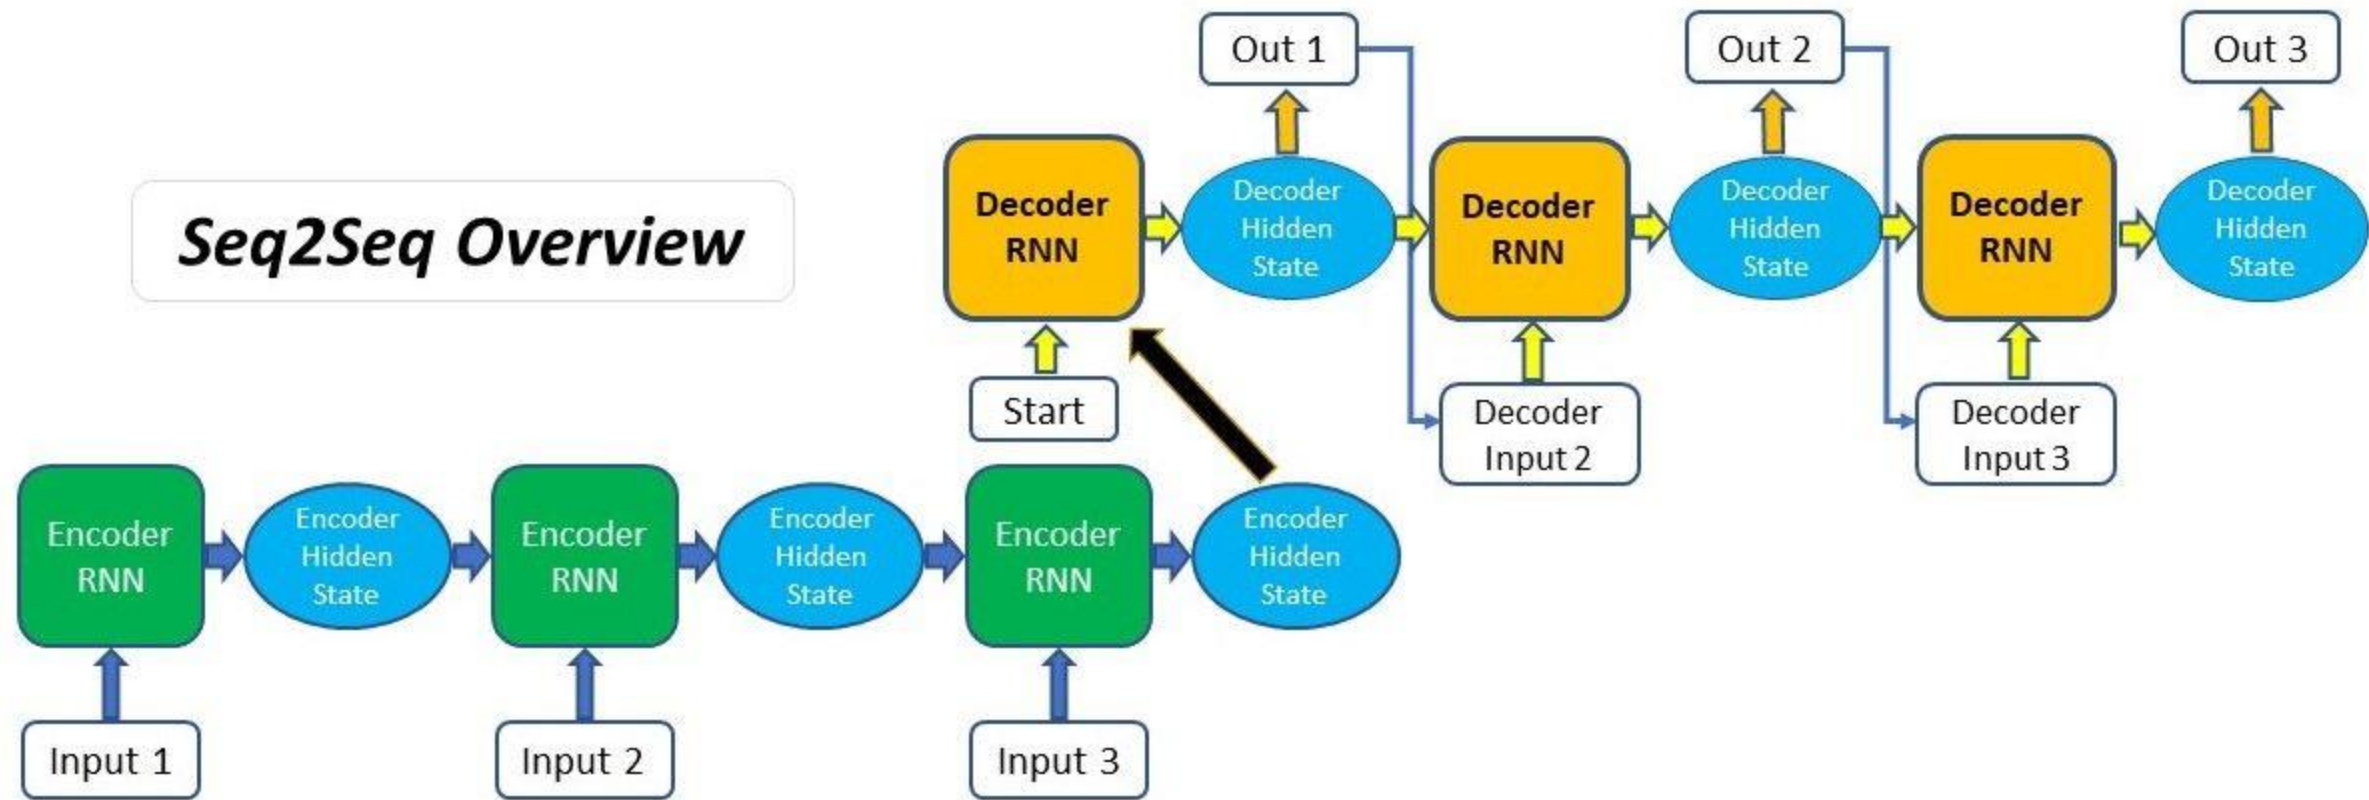 Seq2Seq Overview
Out 1
Out 2
Out 3
Decoder
RNN
Decoder
Hidden
State
Decoder
RNN
Decoder
Hidden
State
Decoder
RNN
Decoder
Hidden
State
Start
Decoder
Input 2
Decoder
Input 3
Encoder
RNN
Encoder
Hidden
State
Encoder
RNN
Encoder
Hidden
State
Encoder
RNN
Encoder
Hidden
State
Input 1
Input 2
Input 3